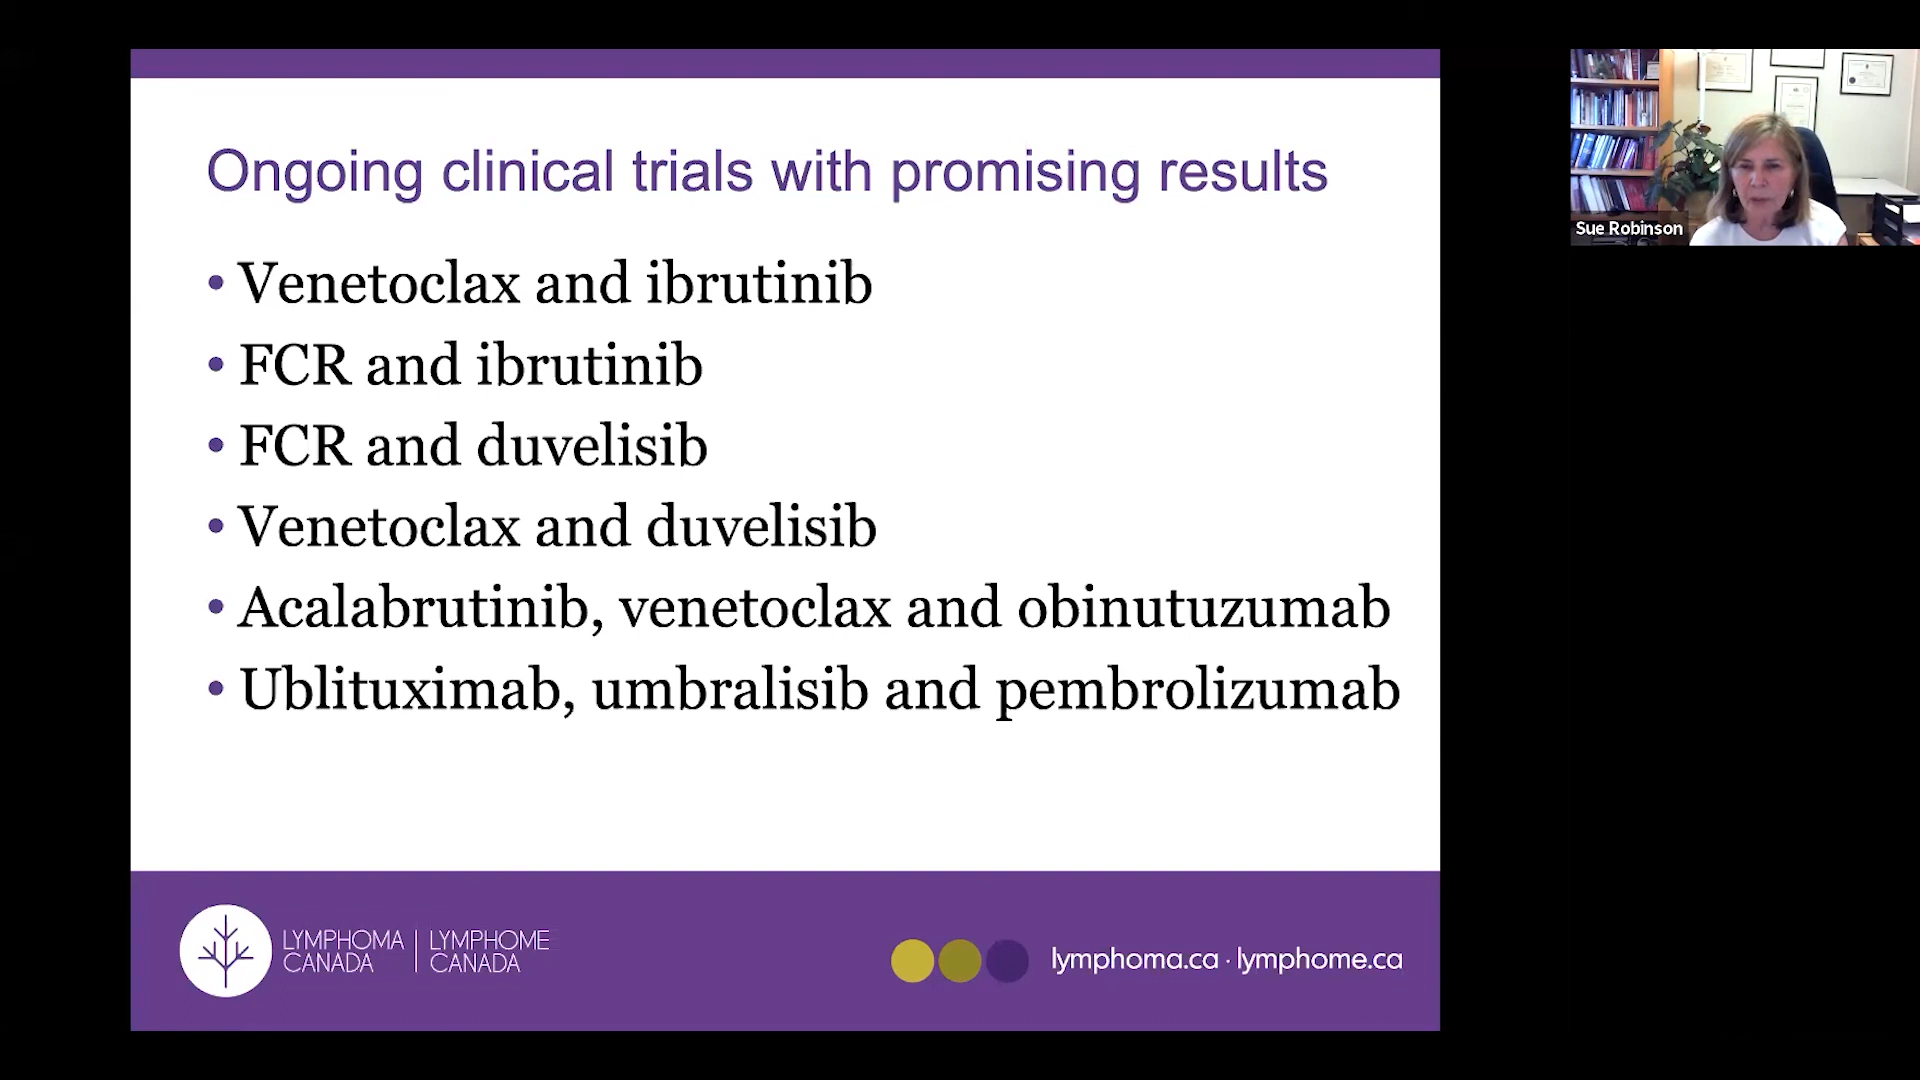 Ongoing clinical trials with promising results
• Venetoclax and ibrutinib
• FCR and ibrutinib
• FCR and duvelisib
• Venetoclax and duvelisib
• Acalabrutinib, venetoclax and obinutuzumab
• Ublituximab, umbralisib and pembrolizumab
LYMPHOMA CANADA | LYMPHOME CANADA
lymphoma.ca · lymphome.ca
Sue Robinson